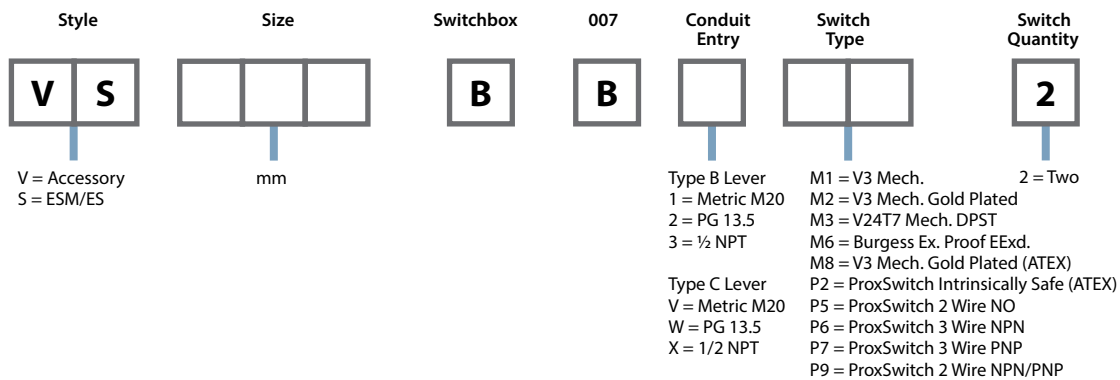 Style Size Switchbox 007 Conduit Entry Switch Type Switch Quantity
V S B B 2
V = Accessory
S = ESM/ES
mm
Type B Lever
1 = Metric M20
2 = PG 13.5
3 = ½ NPT
Type C Lever
V = Metric M20
W = PG 13.5
X = 1/2 NPT
M1 = V3 Mech.
M2 = V3 Mech. Gold Plated
M3 = V24T7 Mech. DPST
M6 = Burgess Ex. Proof EExd.
M8 = V3 Mech. Gold Plated (ATEX)
P2 = ProxSwitch Intrinsically Safe (ATEX)
P5 = ProxSwitch 2 Wire NO
P6 = ProxSwitch 3 Wire NPN
P7 = ProxSwitch 3 Wire PNP
P9 = ProxSwitch 2 Wire NPN/PNP
2 = Two